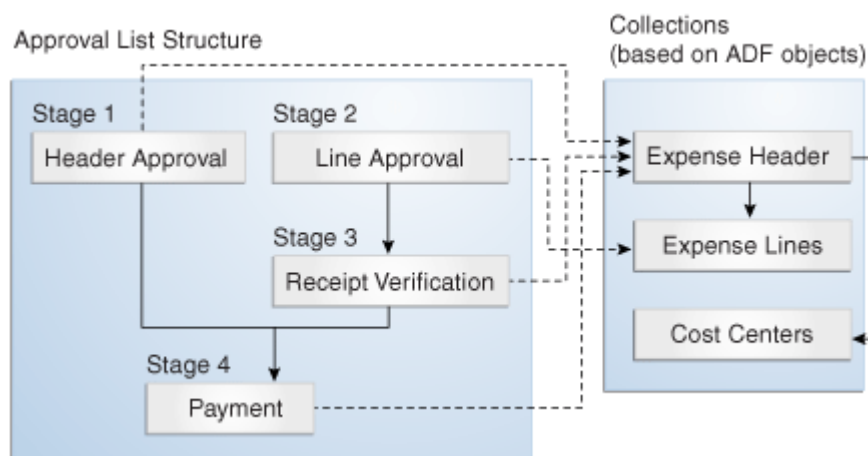 Approval List Structure
Stage 1
Header Approval
Stage 2
Line Approval
Stage 3
Receipt Verification
Stage 4
Payment
Collections
(based on ADF objects)
Expense Header
Expense Lines
Cost Centers